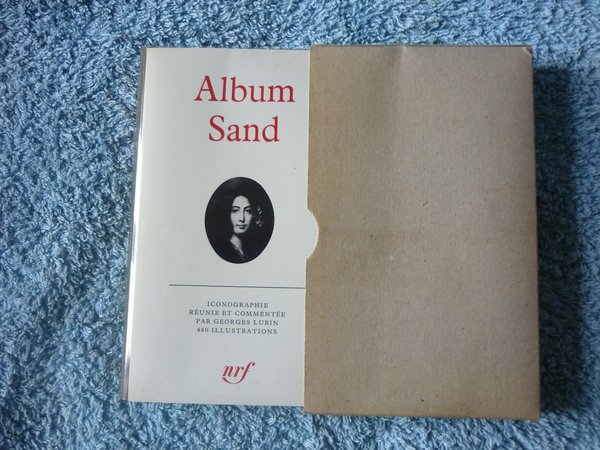 Album
Sand
ICONOGRAPHIE
RÉUNIE ET COMMENTÉE
PAR GEORGES LUBIN
480 ILLUSTRATIONS
nrf